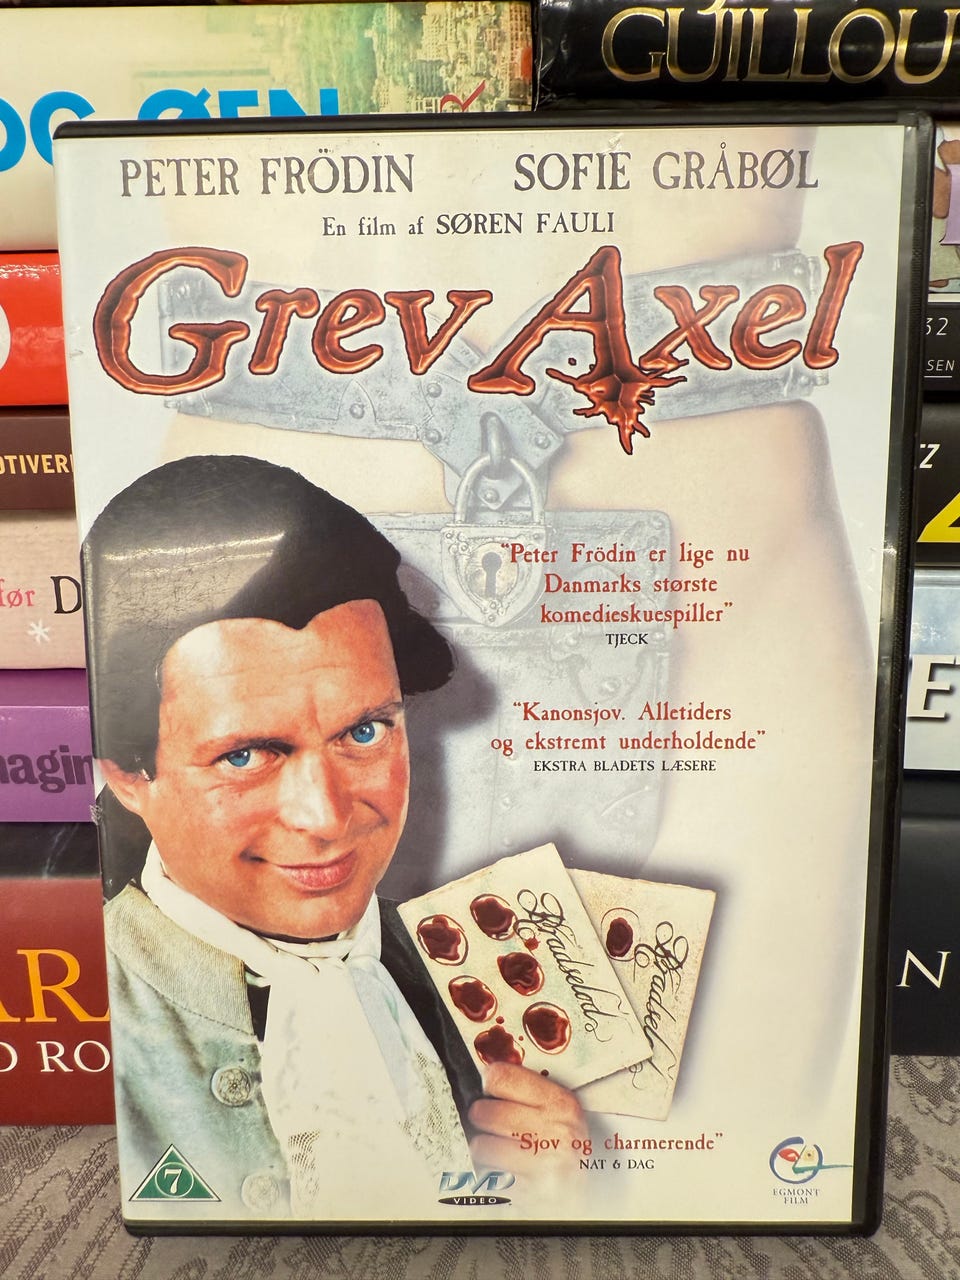 GUILLOU
OG ØEN
R
PETER FRÖDIN SOFIE GRÅBØL
En film af SØREN FAULI
Grev Axel
"Peter Frödin er lige nu
Danmarks største
komedieskuespiller"
TJECK
"Kanonsjov. Alletiders
og ekstremt underholdende"
EKSTRA BLADETS LÆSERE
Adadselods
"Sjov og charmerende"
NAT & DAG
7
DVD
VIDEO
EGMONT
FILM
OTIVER
før D
nagin
AR
D RO
32
SEN
Z
E
N